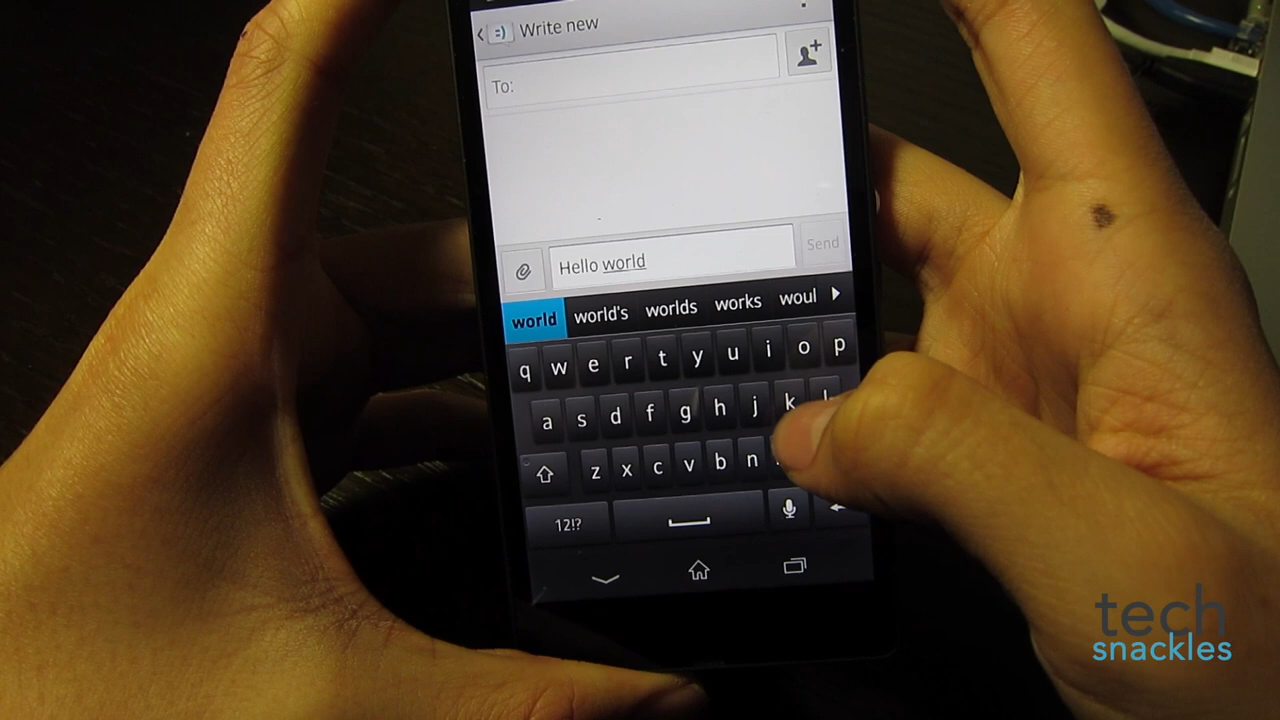 Write new
To:
Hello world
Send
world world's worlds works woul
q w e r t y u i o p
a s d f g h j k
z x c v b n
12!?
tech
snackles